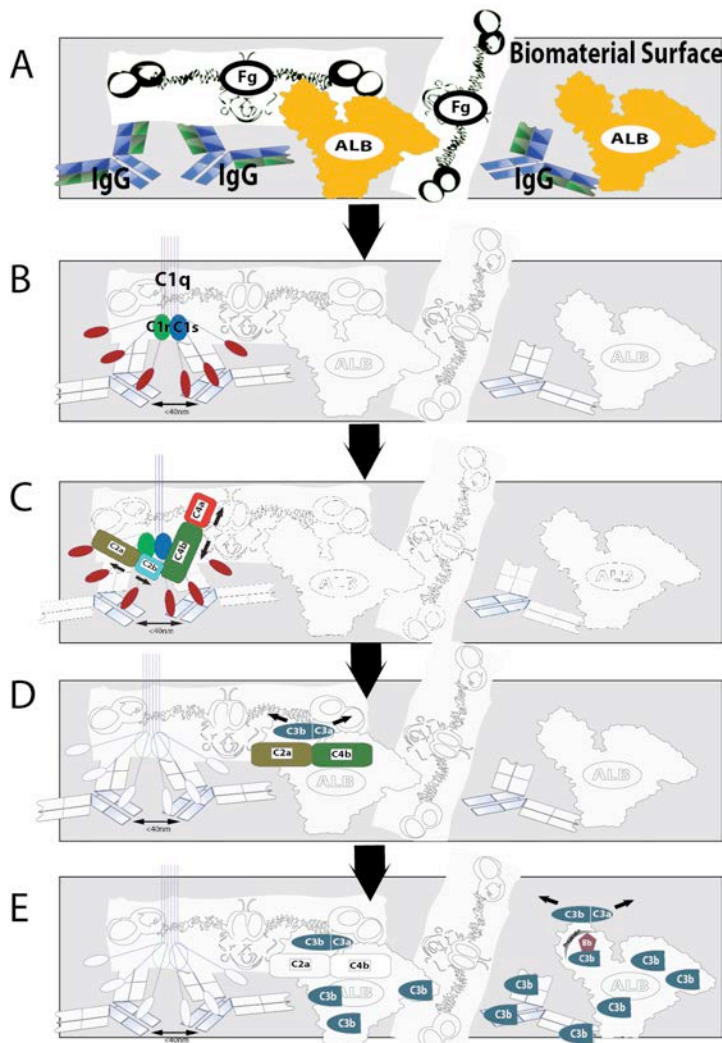 A
Biomaterial Surface
Fg
Fg
ALB
ALB
IgG
IgG
IgG
B
C1q
C1r C1s
ALB
ALB
<40nm
C
C4a
C2a
C4b
C2b
<40nm
D
C3b C3a
C2a C4b
ALB
ALB
<40nm
E
C3b C3a
C3b C3a
Bb
C3b
C2a C4b
C3b
C3b
C3b
ALB
C3b
ALB
C3b
C3b
C3b
C3b
C3b
<40nm